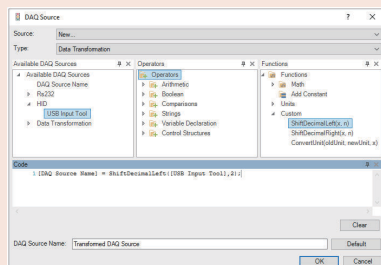 DAQ Source ? ×
Source: New...
Type: Data Transformation
Available DAQ Sources
Available DAQ Sources
DAQ Source Name
Rs232
HID
USB Input Tool
Data Transformation
Operators
Operators
Arithmetic
Boolean
Comparisons
Strings
Variable Declaration
Control Structures
Functions
Functions
Math
Add Constant
Units
Custom
ShiftDecimalLeft(x, n)
ShiftDecimalRight(x, n)
ConvertUnit(oldUnit, newUnit, x)
Code
1 [DAQ Source Name] = ShiftDecimalLeft([USB Input Tool],2);
Clear
DAQ Source Name: Transformed DAQ Source Default
OK Cancel